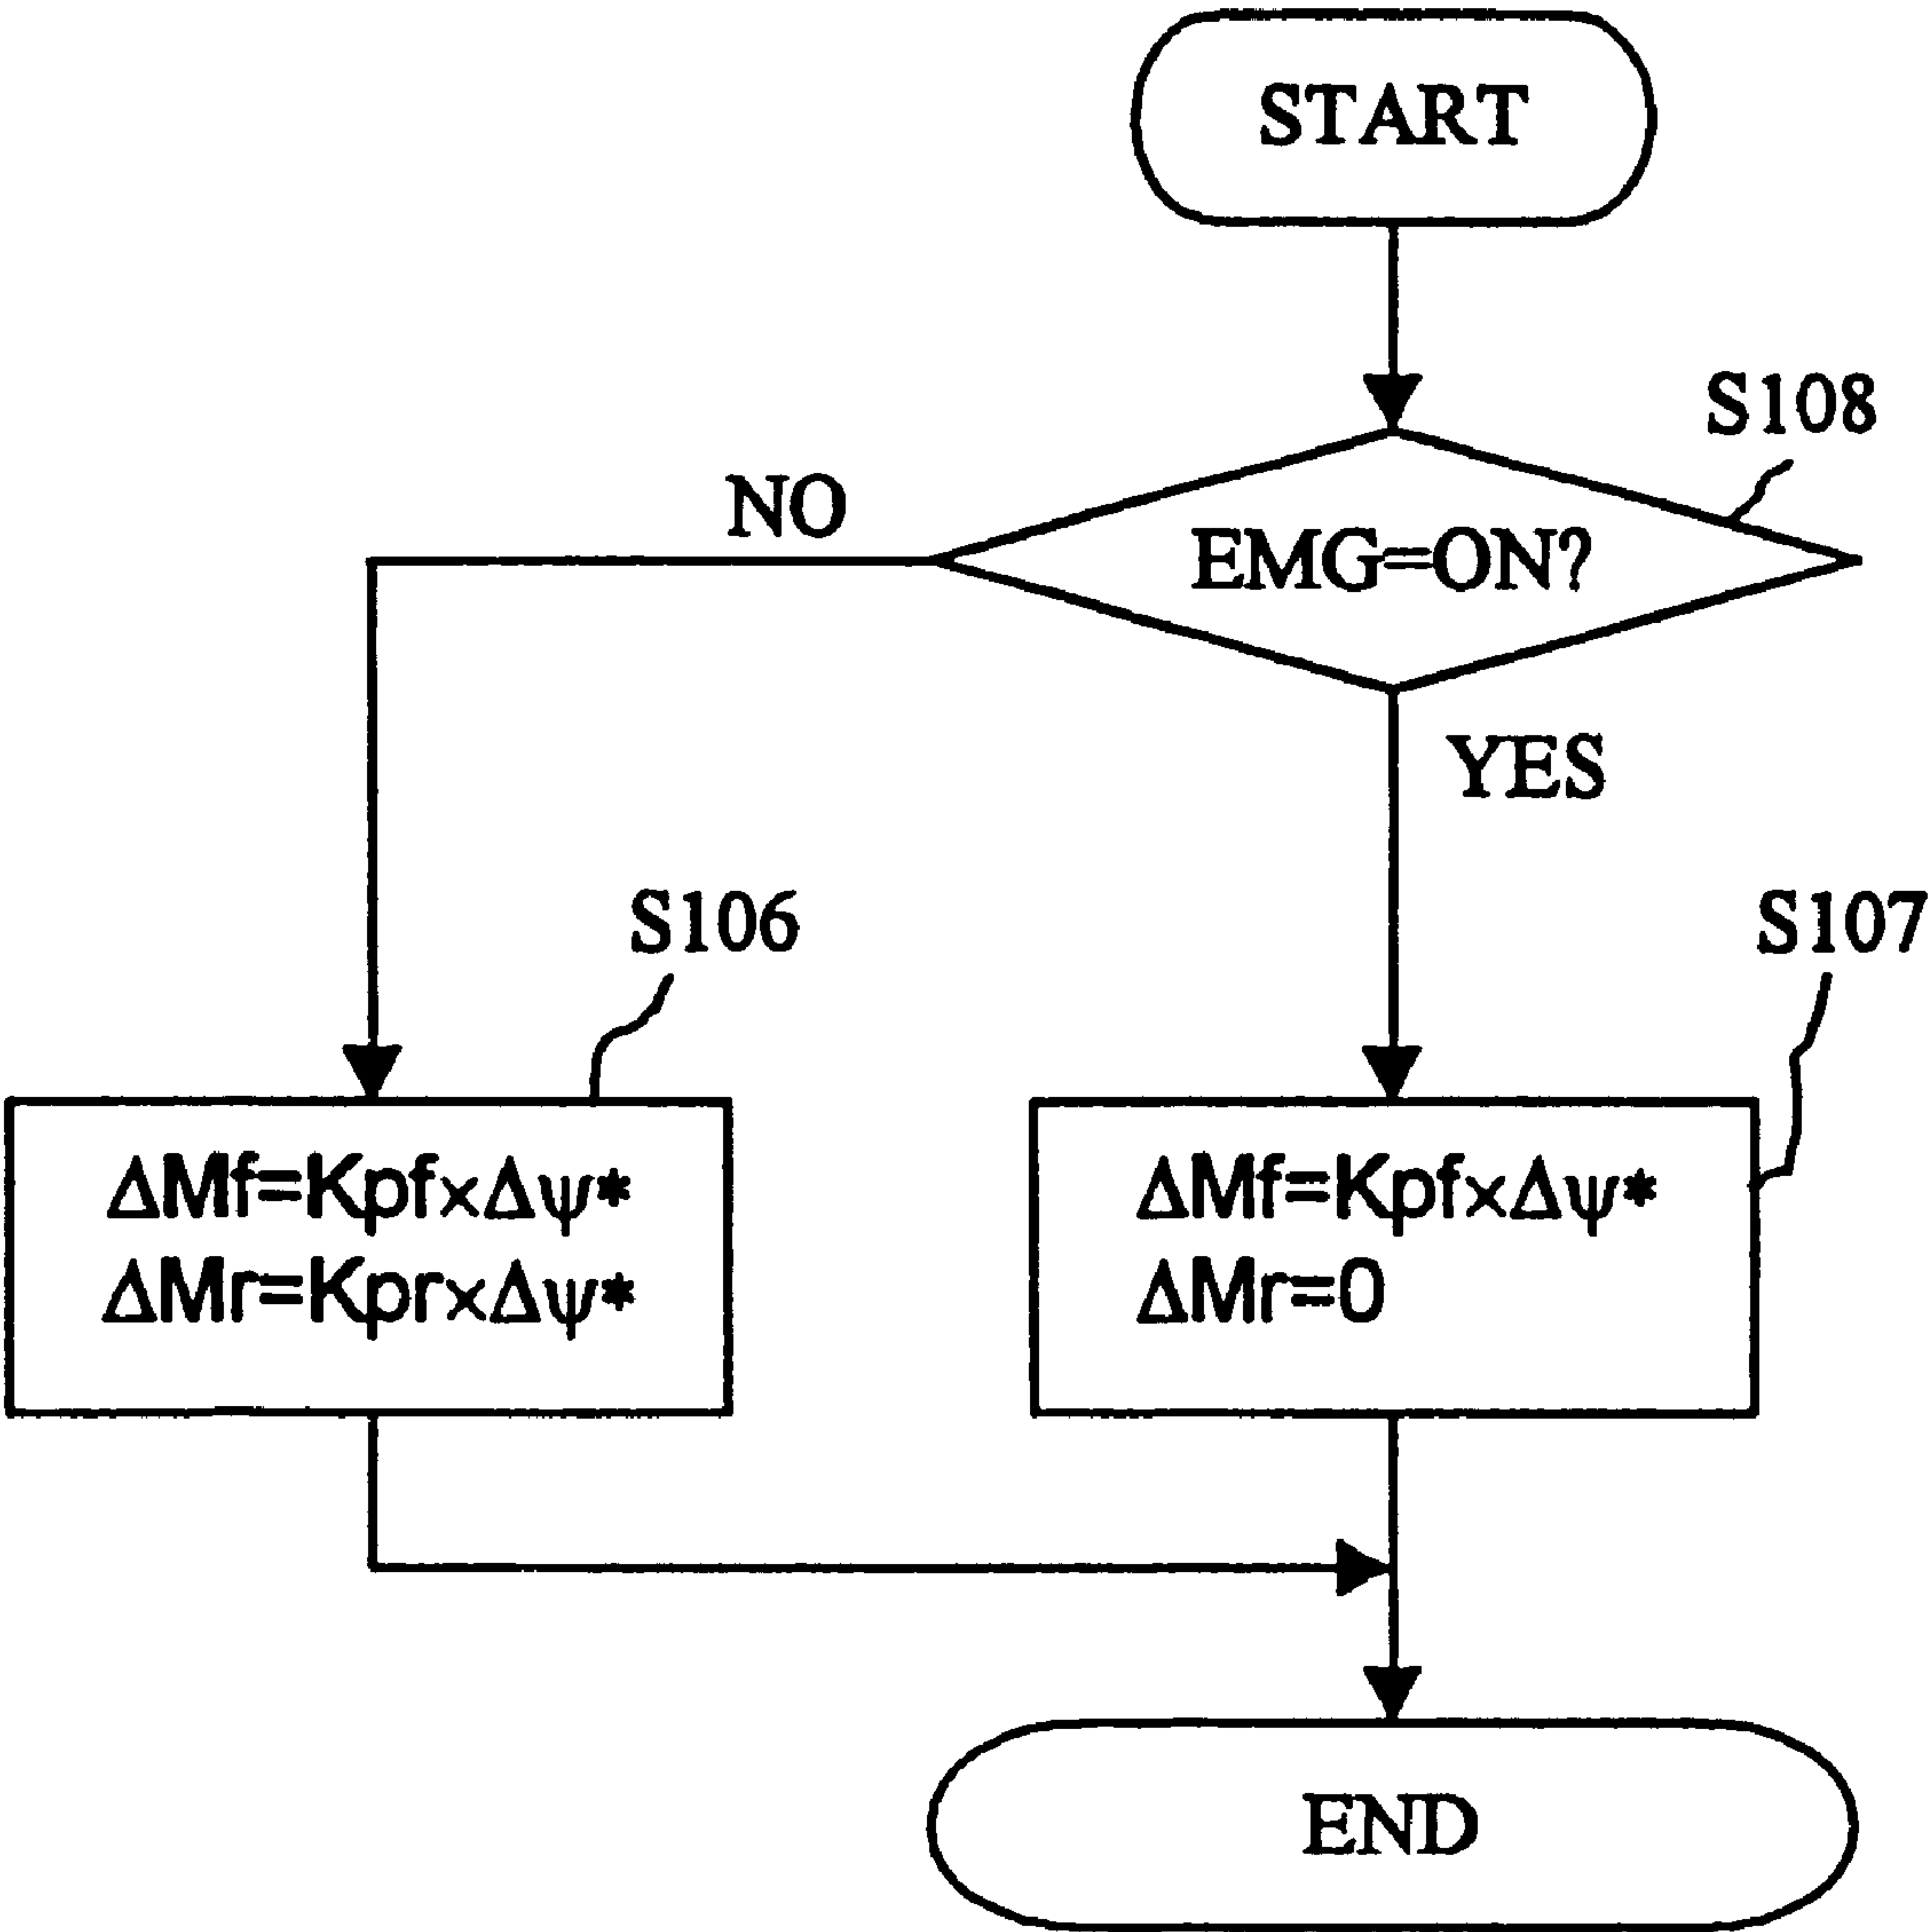 START
S108
NO
EMG=ON?
YES
S106
S107
ΔMf=Kpf×Δψ*
ΔMr=Kpr×Δψ*
ΔMf=Kpf×Δψ*
ΔMr=0
END